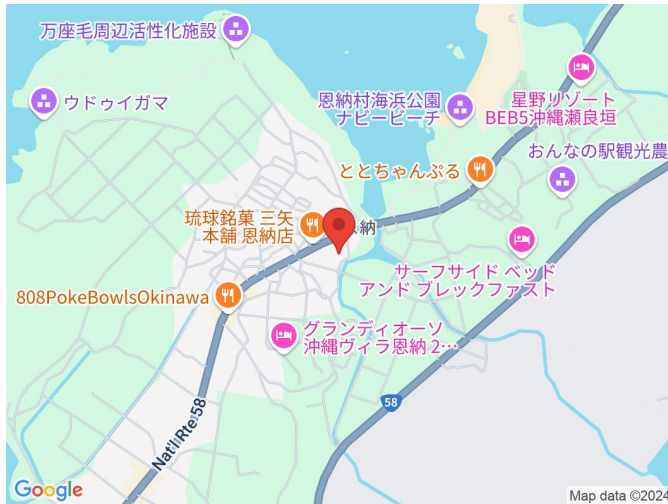 万座毛周辺活性化施設
ウドゥイガマ
恩納村海浜公園
ナビービーチ
星野リゾート
BEB5沖縄瀬良垣
ととちゃんぷる
おんなの駅観光農
琉球銘菓 三矢
本舗 恩納店
納
サーフサイド ベッド
アンド ブレックファスト
808PokeBowlsOkinawa
グランディオーソ
沖縄ヴィラ恩納 2…
58
Nat'l Rte 58
Google
Map data ©2024